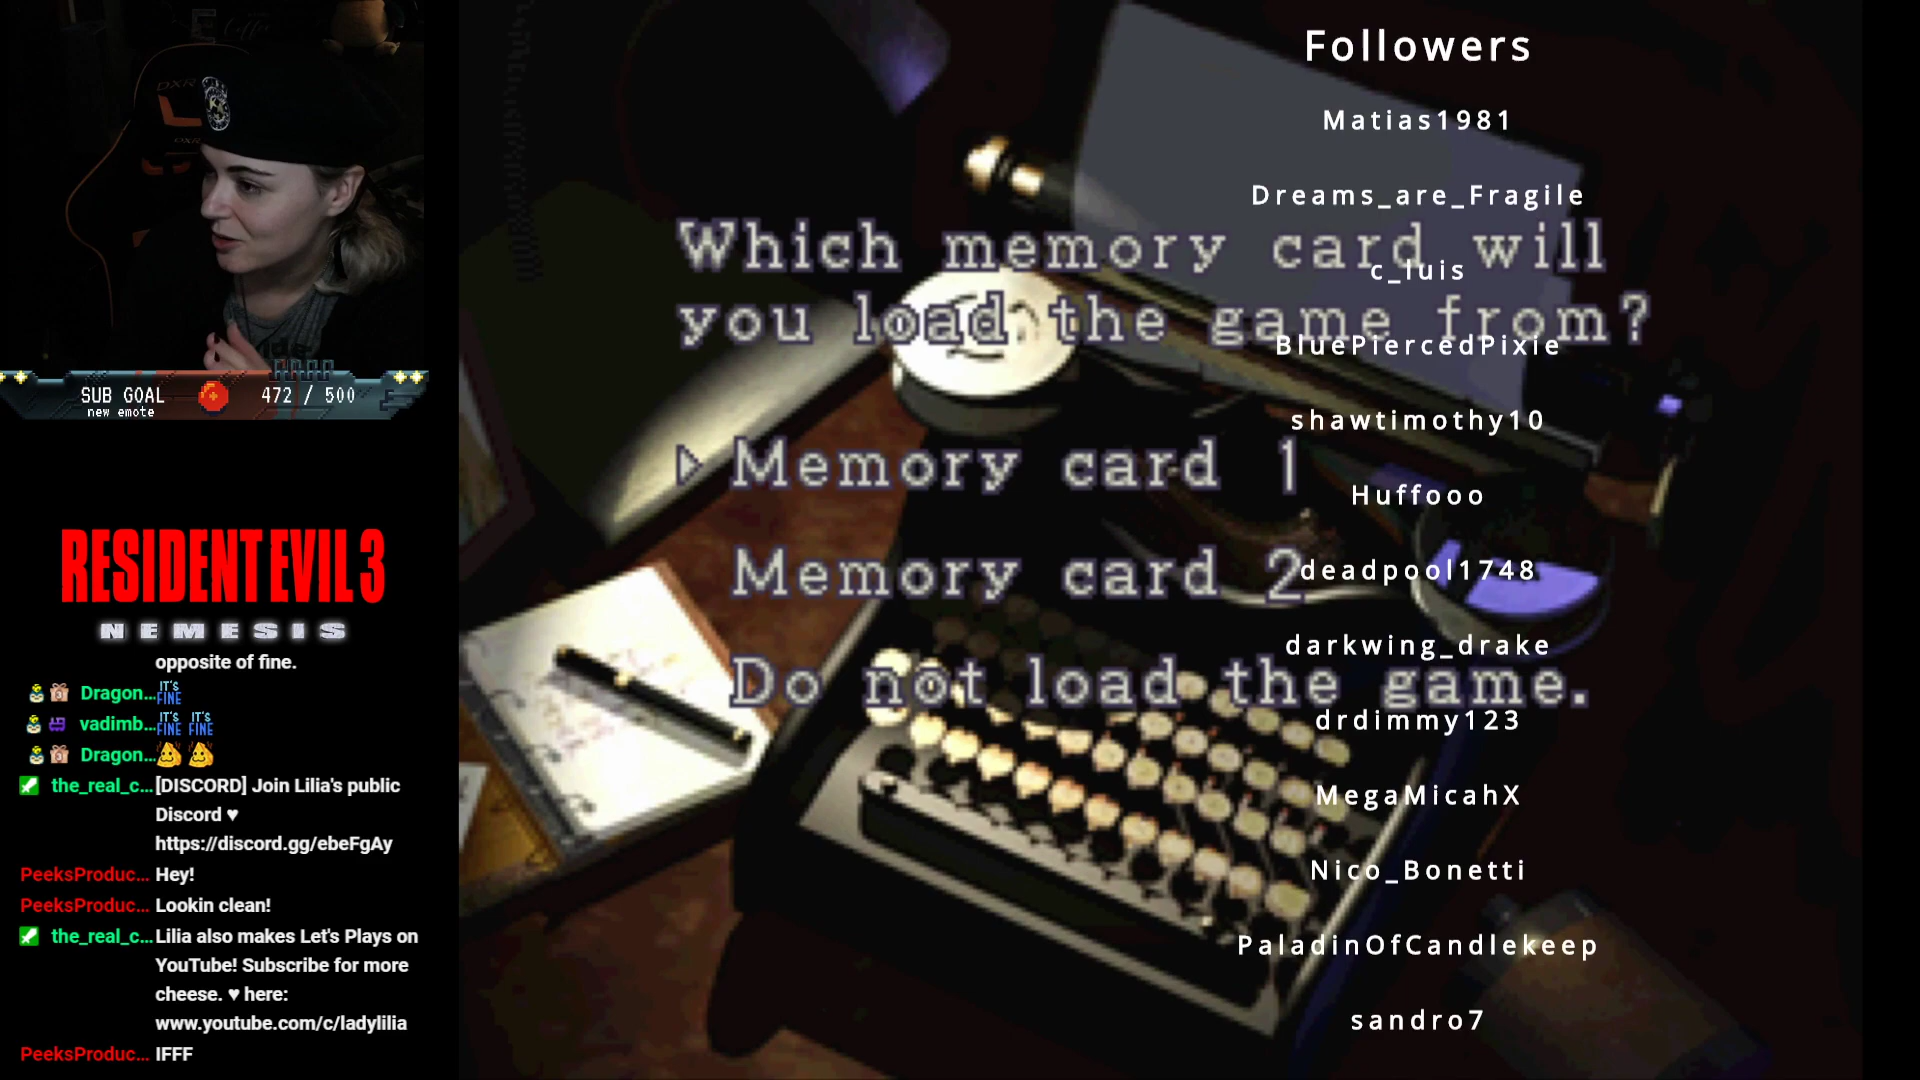 DXR
DXR
SUB GOAL
new emote
472 / 500
RESIDENT EVIL 3
NEMESIS
opposite of fine.
Dragon... IT'S FINE
vadimb... IT'S FINE IT'S FINE
Dragon...
the_real_c... [DISCORD] Join Lilia's public
Discord ♥
https://discord.gg/ebeFgAy
PeeksProduc... Hey!
PeeksProduc... Lookin clean!
the_real_c... Lilia also makes Let's Plays on
YouTube! Subscribe for more
cheese. ♥ here:
www.youtube.com/c/ladylilia
PeeksProduc... IFFF
Which memory card will
you load the game from?
Memory card 1
Memory card 2
Do not load the game.
Followers
Matias1981
Dreams_are_Fragile
c_luis
BluePiercedPixie
shawtimothy10
Huffooo
deadpool1748
darkwing_drake
drdimmy123
MegaMicahX
Nico_Bonetti
PaladinOfCandlekeep
sandro7